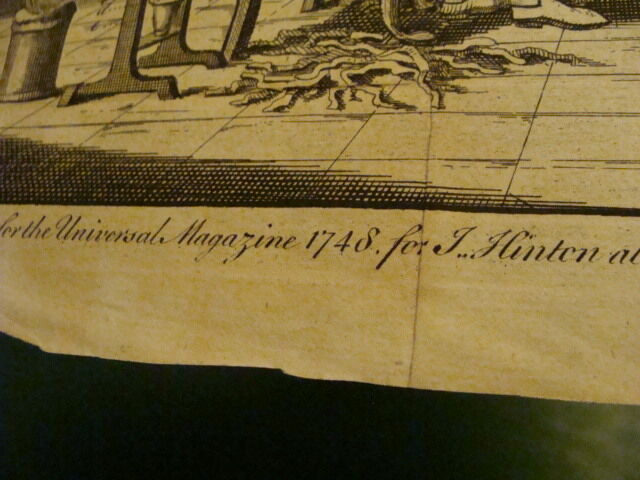 for the Universal Magazine 1748. for J. Hinton at